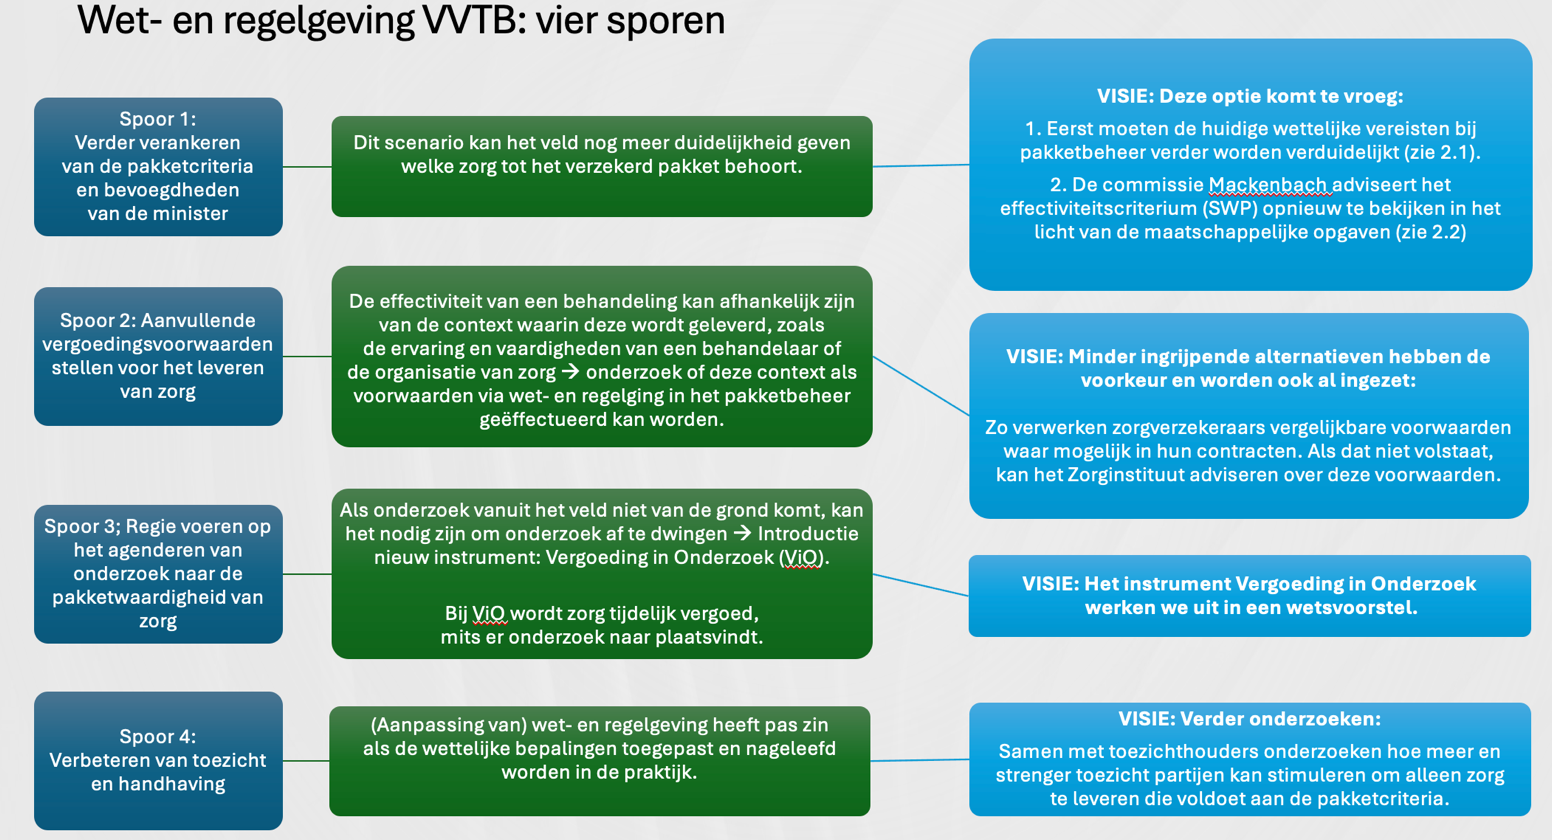 Wet- en regelgeving VVTB: vier sporen
Spoor 1:
Verder verankeren
van de pakketcriteria
en bevoegdheden
van de minister
Dit scenario kan het veld nog meer duidelijkheid geven
welke zorg tot het verzekerd pakket behoort.
VISIE: Deze optie komt te vroeg:
1. Eerst moeten de huidige wettelijke vereisten bij
pakketbeheer verder worden verduidelijkt (zie 2.1).
2. De commissie Mackenbach adviseert het
effectiviteitscriterium (SWP) opnieuw te bekijken in het
licht van de maatschappelijke opgaven (zie 2.2)
Spoor 2: Aanvullende
vergoedingsvoorwaarden
stellen voor het leveren
van zorg
De effectiviteit van een behandeling kan afhankelijk zijn
van de context waarin deze wordt geleverd, zoals
de ervaring en vaardigheden van een behandelaar of
de organisatie van zorg → onderzoek of deze context als
voorwaarden via wet- en regelging in het pakketbeheer
geëffectueerd kan worden.
VISIE: Minder ingrijpende alternatieven hebben de
voorkeur en worden ook al ingezet:
Zo verwerken zorgverzekeraars vergelijkbare voorwaarden
waar mogelijk in hun contracten. Als dat niet volstaat,
kan het Zorginstituut adviseren over deze voorwaarden.
Spoor 3; Regie voeren op
het agenderen van
onderzoek naar de
pakketwaardigheid van
zorg
Als onderzoek vanuit het veld niet van de grond komt, kan
het nodig zijn om onderzoek af te dwingen → Introductie
nieuw instrument: Vergoeding in Onderzoek (ViO).
Bij ViO wordt zorg tijdelijk vergoed,
mits er onderzoek naar plaatsvindt.
VISIE: Het instrument Vergoeding in Onderzoek
werken we uit in een wetsvoorstel.
Spoor 4:
Verbeteren van toezicht
en handhaving
(Aanpassing van) wet- en regelgeving heeft pas zin
als de wettelijke bepalingen toegepast en nageleefd
worden in de praktijk.
VISIE: Verder onderzoeken:
Samen met toezichthouders onderzoeken hoe meer en
strenger toezicht partijen kan stimuleren om alleen zorg
te leveren die voldoet aan de pakketcriteria.